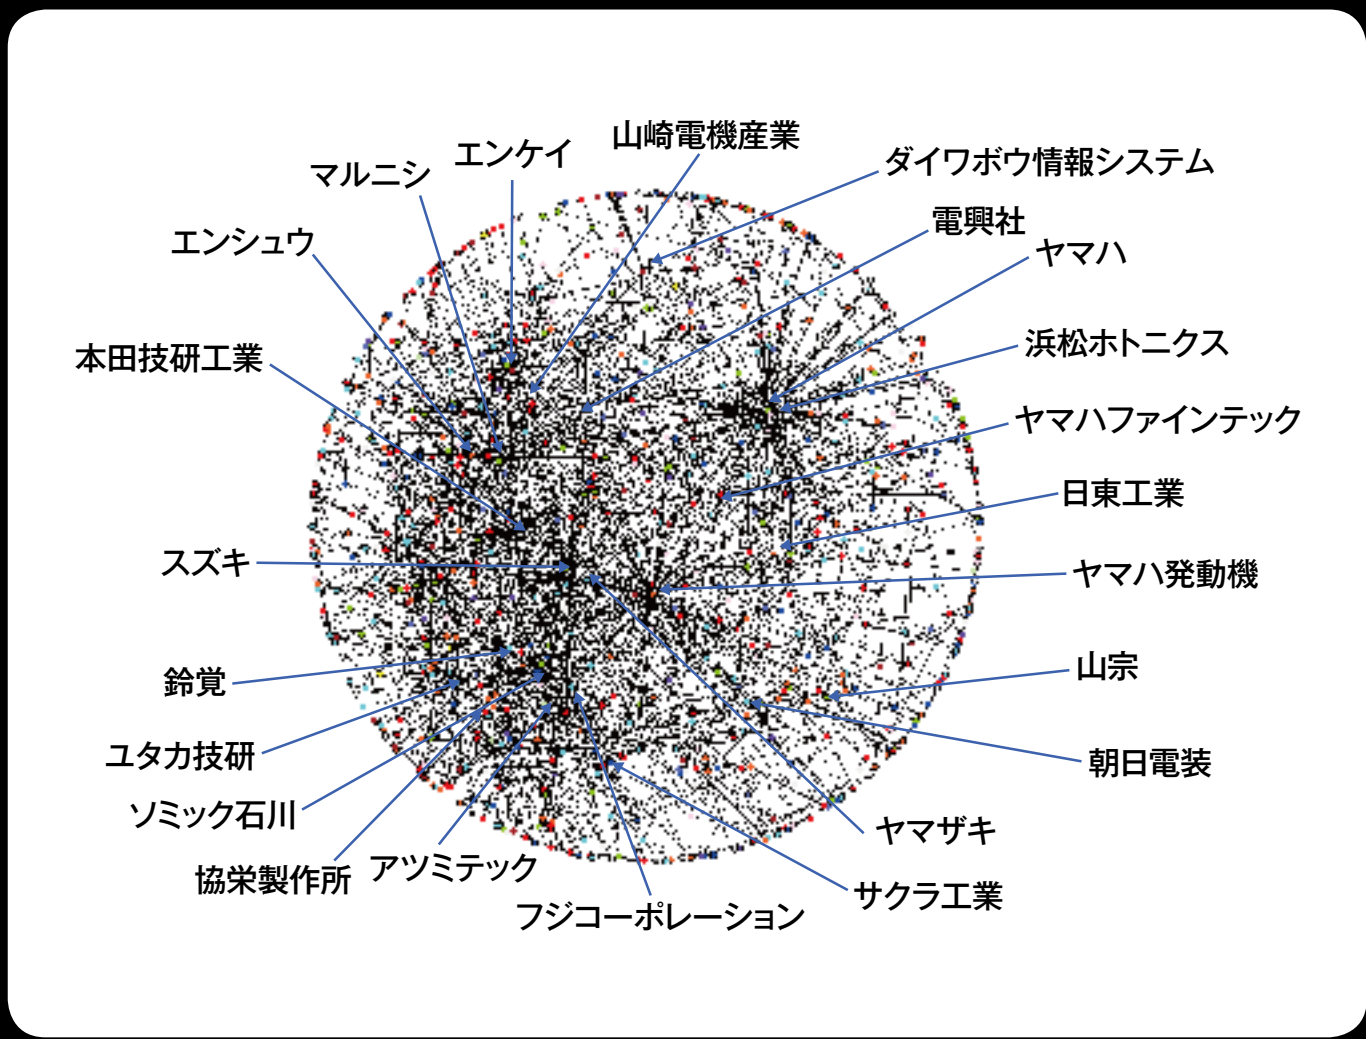 山崎電機産業
エンケイ
マルニシ
ダイワボウ情報システム
電興社
エンシュウ
ヤマハ
本田技研工業
浜松ホトニクス
ヤマハファインテック
日東工業
スズキ
ヤマハ発動機
鈴覚
山宗
ユタカ技研
朝日電装
ソミック石川
ヤマザキ
協栄製作所
アツミテック
サクラ工業
フジコーポレーション